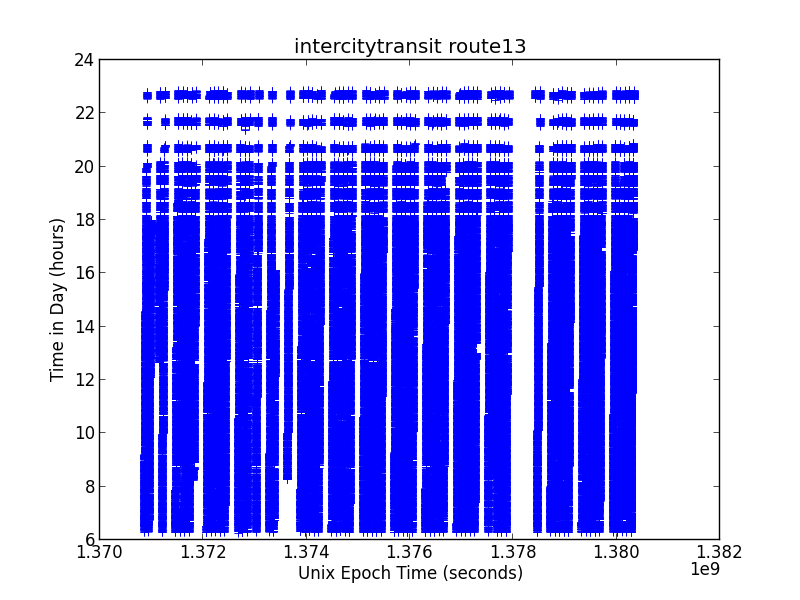 intercitytransit route13
24
22
20
18
16
14
12
10
8
6
Time in Day (hours)
1.370 1.372 1.374 1.376 1.378 1.380 1.382
1e9
Unix Epoch Time (seconds)